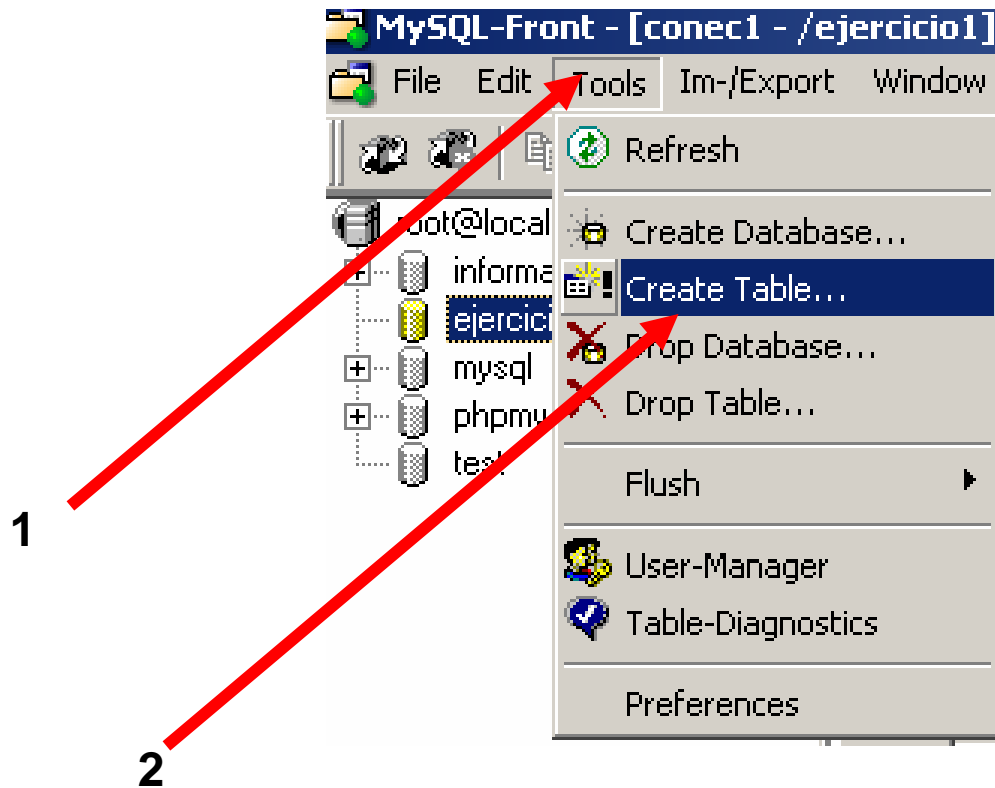 MySQL-Front - [conec1 - /ejercicio1]
File Edit Tools Im-/Export Window
Refresh
root@local
Create Database...
informa
Create Table...
ejercici
Drop Database...
mysql
Drop Table...
phpmy
test
Flush
1
User-Manager
Table-Diagnostics
Preferences
2